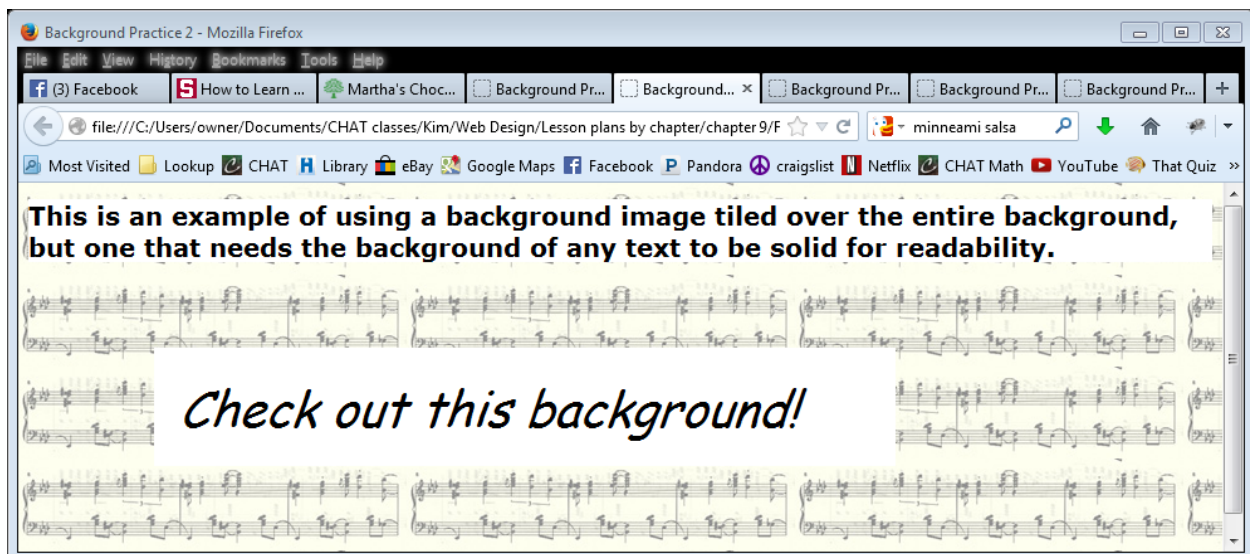 Background Practice 2 - Mozilla Firefox
File Edit View History Bookmarks Tools Help
(3) Facebook S How to Learn ... Martha's Choc... Background Pr... Background... × Background Pr... Background Pr... Background Pr... +
file:///C:/Users/owner/Documents/CHAT classes/Kim/Web Design/Lesson plans by chapter/chapter 9/F minneami salsa
Most Visited Lookup CHAT H Library eBay Google Maps Facebook P Pandora craigslist N Netflix CHAT Math YouTube That Quiz »
This is an example of using a background image tiled over the entire background,
but one that needs the background of any text to be solid for readability.
Check out this background!